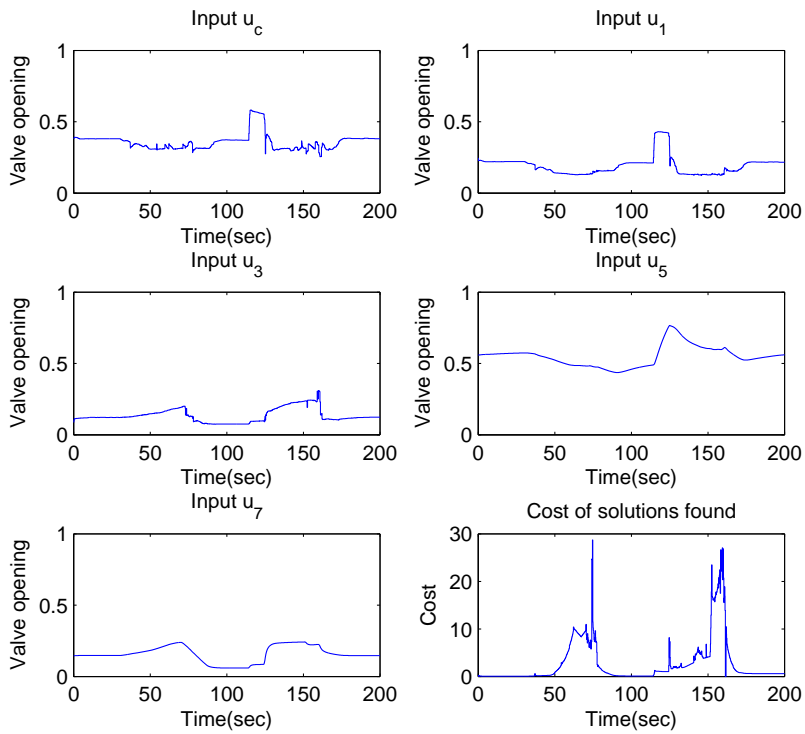 Input u_c
Valve opening
1
0.5
0
0 50 100 150 200
Time(sec)
Input u_1
Valve opening
1
0.5
0
0 50 100 150 200
Time(sec)
Input u_3
Valve opening
1
0.5
0
0 50 100 150 200
Time(sec)
Input u_5
Valve opening
1
0.5
0
0 50 100 150 200
Time(sec)
Input u_7
Valve opening
1
0.5
0
0 50 100 150 200
Time(sec)
Cost of solutions found
Cost
30
20
10
0
0 50 100 150 200
Time(sec)